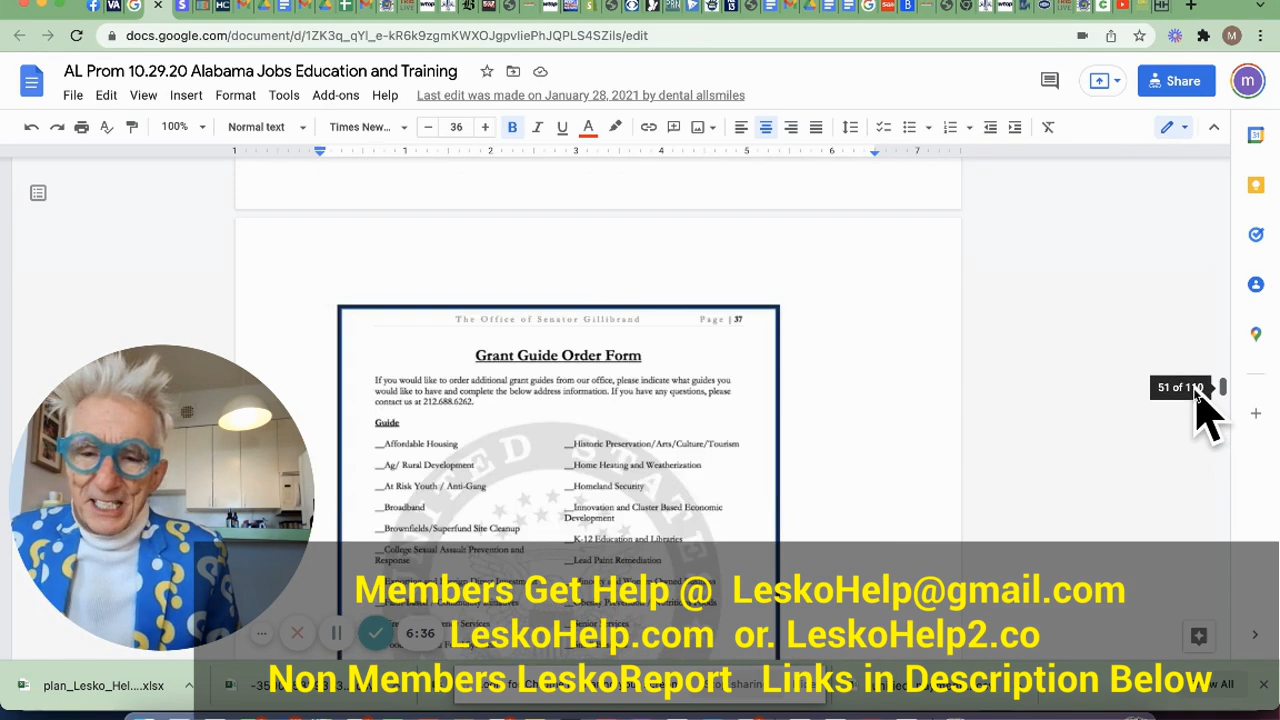 docs.google.com/document/d/1ZK3q_qYl_e-kR6k9zgmKWXOJgpvliePhJQPLS4SZils/edit
AL Prom 10.29.20 Alabama Jobs Education and Training
Share
File Edit View Insert Format Tools Add-ons Help Last edit was made on January 28, 2021 by dental allsmiles
100% Normal text Times New... 36 B I U A
1 1 2 3 4 5 6 7
The Office of Senator Gillibrand Page | 37
Grant Guide Order Form
If you would like to order additional grant guides from our office, please indicate what guides you
would like to have and complete the below address information. If you have any questions, please
contact us at 212.688.6262.
Guide
__Affordable Housing
__Ag/ Rural Development
__At Risk Youth / Anti-Gang
__Broadband
__Brownfields/Superfund Site Cleanup
__College Sexual Assault Prevention and
Response
__Historic Preservation/Arts/Culture/Tourism
__Home Heating and Weatherization
__Homeland Security
__Innovation and Cluster Based Economic
Development
__K-12 Education and Libraries
__Lead Paint Remediation
51 of 110
Members Get Help @ LeskoHelp@gmail.com
6:36
LeskoHelp.com or. LeskoHelp2.co
Non Members LeskoReport Links in Description Below
plan_Lesko_Hel....xlsx